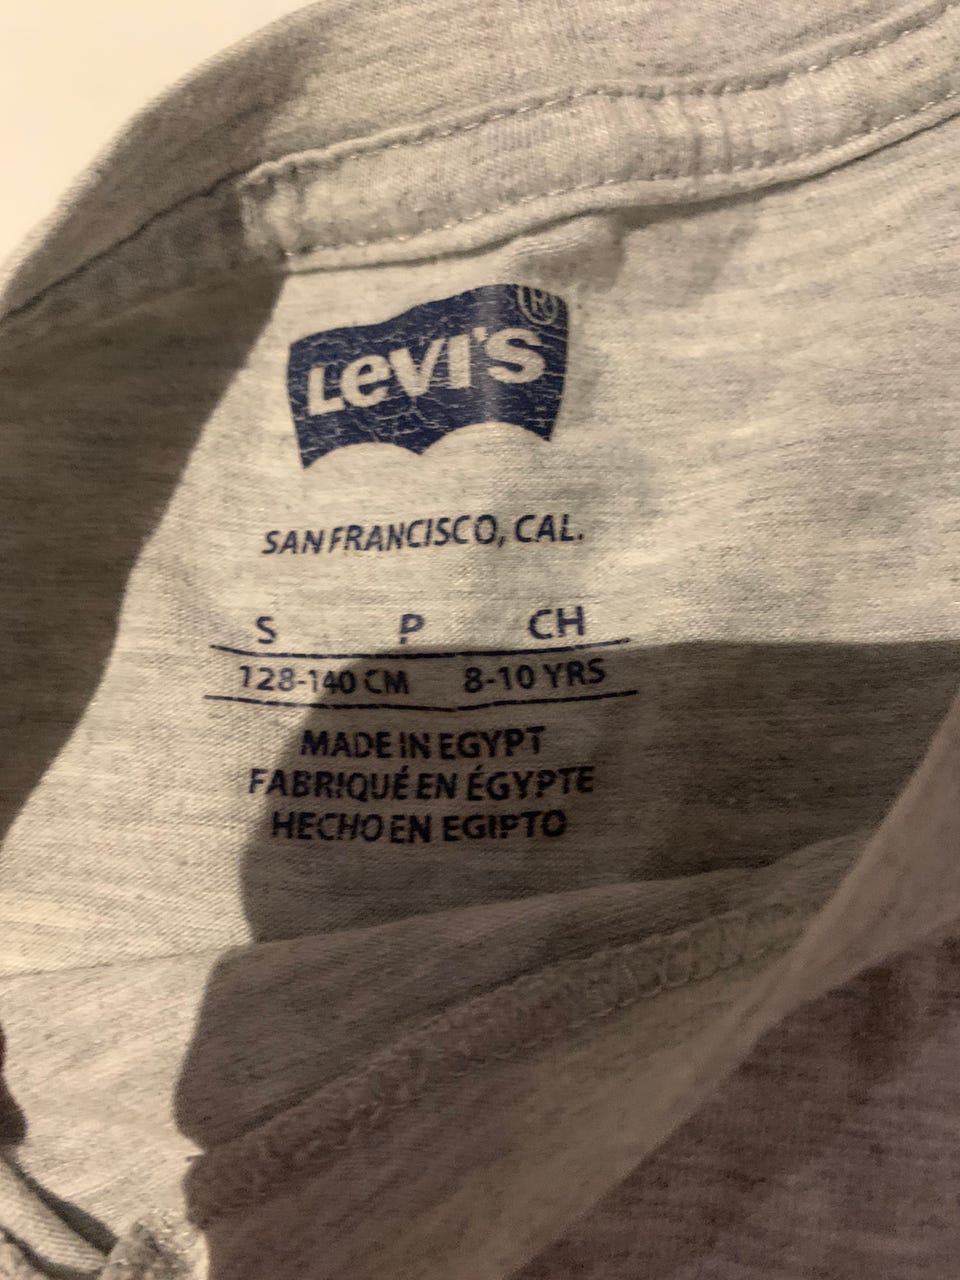 LEVI'S ®
SAN FRANCISCO, CAL.
S P CH
128-140 CM 8-10 YRS
MADE IN EGYPT
FABRIQUÉ EN ÉGYPTE
HECHO EN EGIPTO